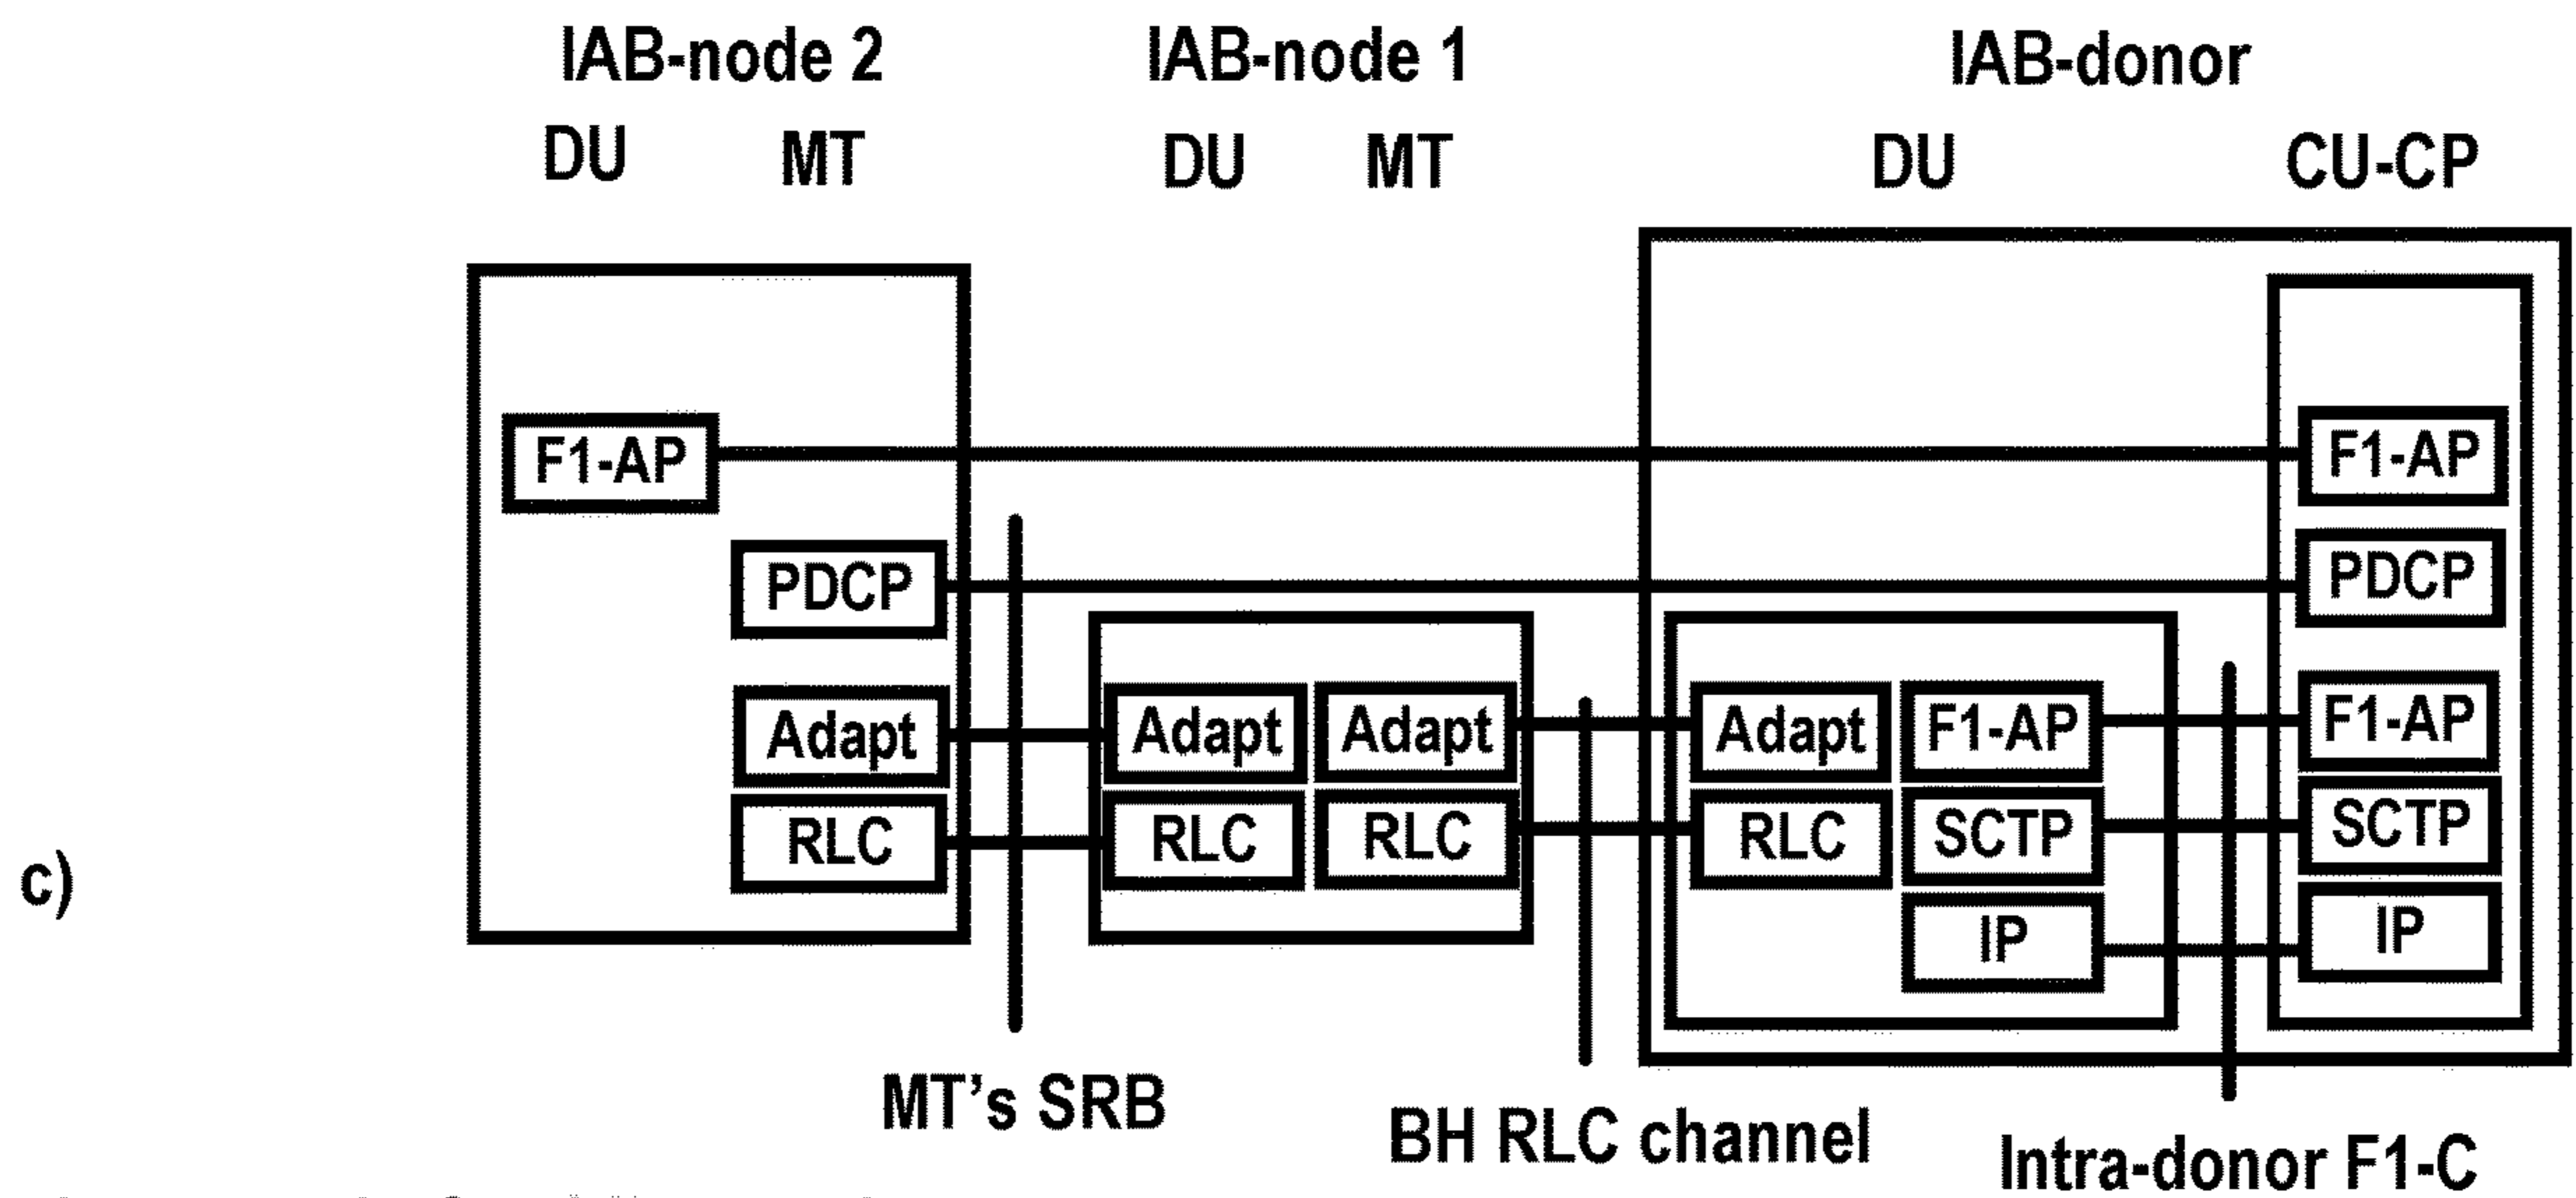 IAB-node 2 IAB-node 1 IAB-donor
DU MT DU MT DU CU-CP
F1-AP F1-AP
PDCP PDCP
Adapt Adapt Adapt Adapt F1-AP F1-AP
RLC RLC RLC RLC SCTP SCTP
c)
IP IP
MT's SRB
BH RLC channel
Intra-donor F1-C